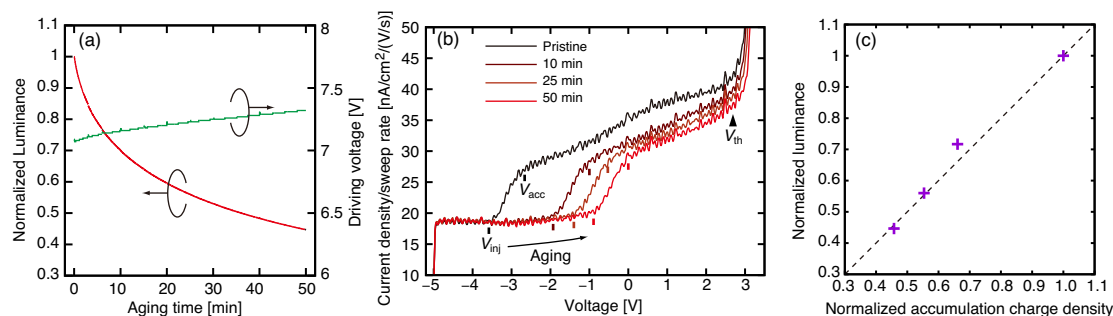 (a)
1.1
1
0.9
0.8
0.7
0.6
0.5
0.4
0.3
Normalized Luminance
0 10 20 30 40 50
Aging time [min]
8
7.5
7
6.5
6
Driving voltage [V]
(b)
50
45
40
35
30
25
20
15
10
Current density/sweep rate [nA/cm2/(V/s)]
Pristine
10 min
25 min
50 min
Vacc
Vinj
Vth
Aging
−5 −4 −3 −2 −1 0 1 2 3
Voltage [V]
(c)
1.1
1
0.9
0.8
0.7
0.6
0.5
0.4
0.3
Normalized luminance
0.3 0.4 0.5 0.6 0.7 0.8 0.9 1.0 1.1
Normalized accumulation charge density